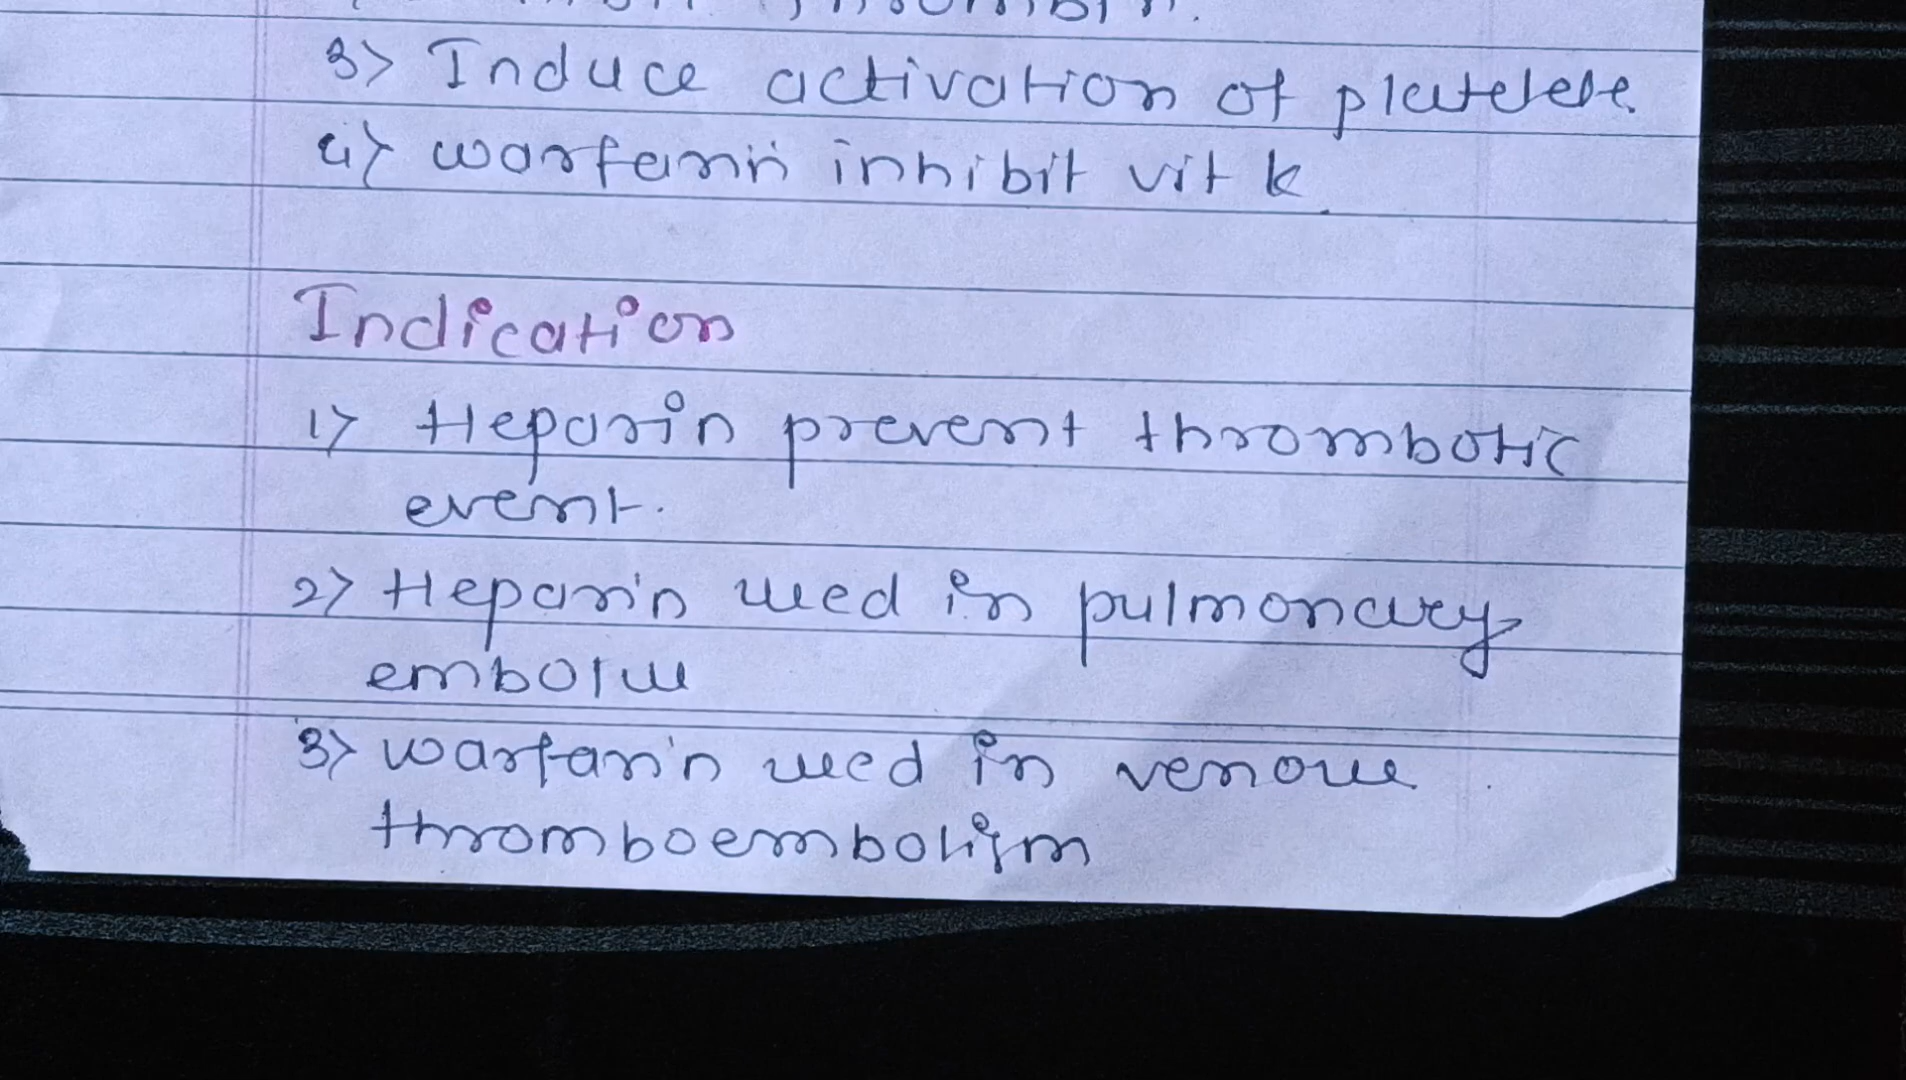 3> Induce activation of platelets.
4> warfarin inhibit vit k.
Indication
1> Heparin prevent thrombotic
event.
2> Heparin used in pulmonary
embolus
3> warfarin used in venous
thromboembolism